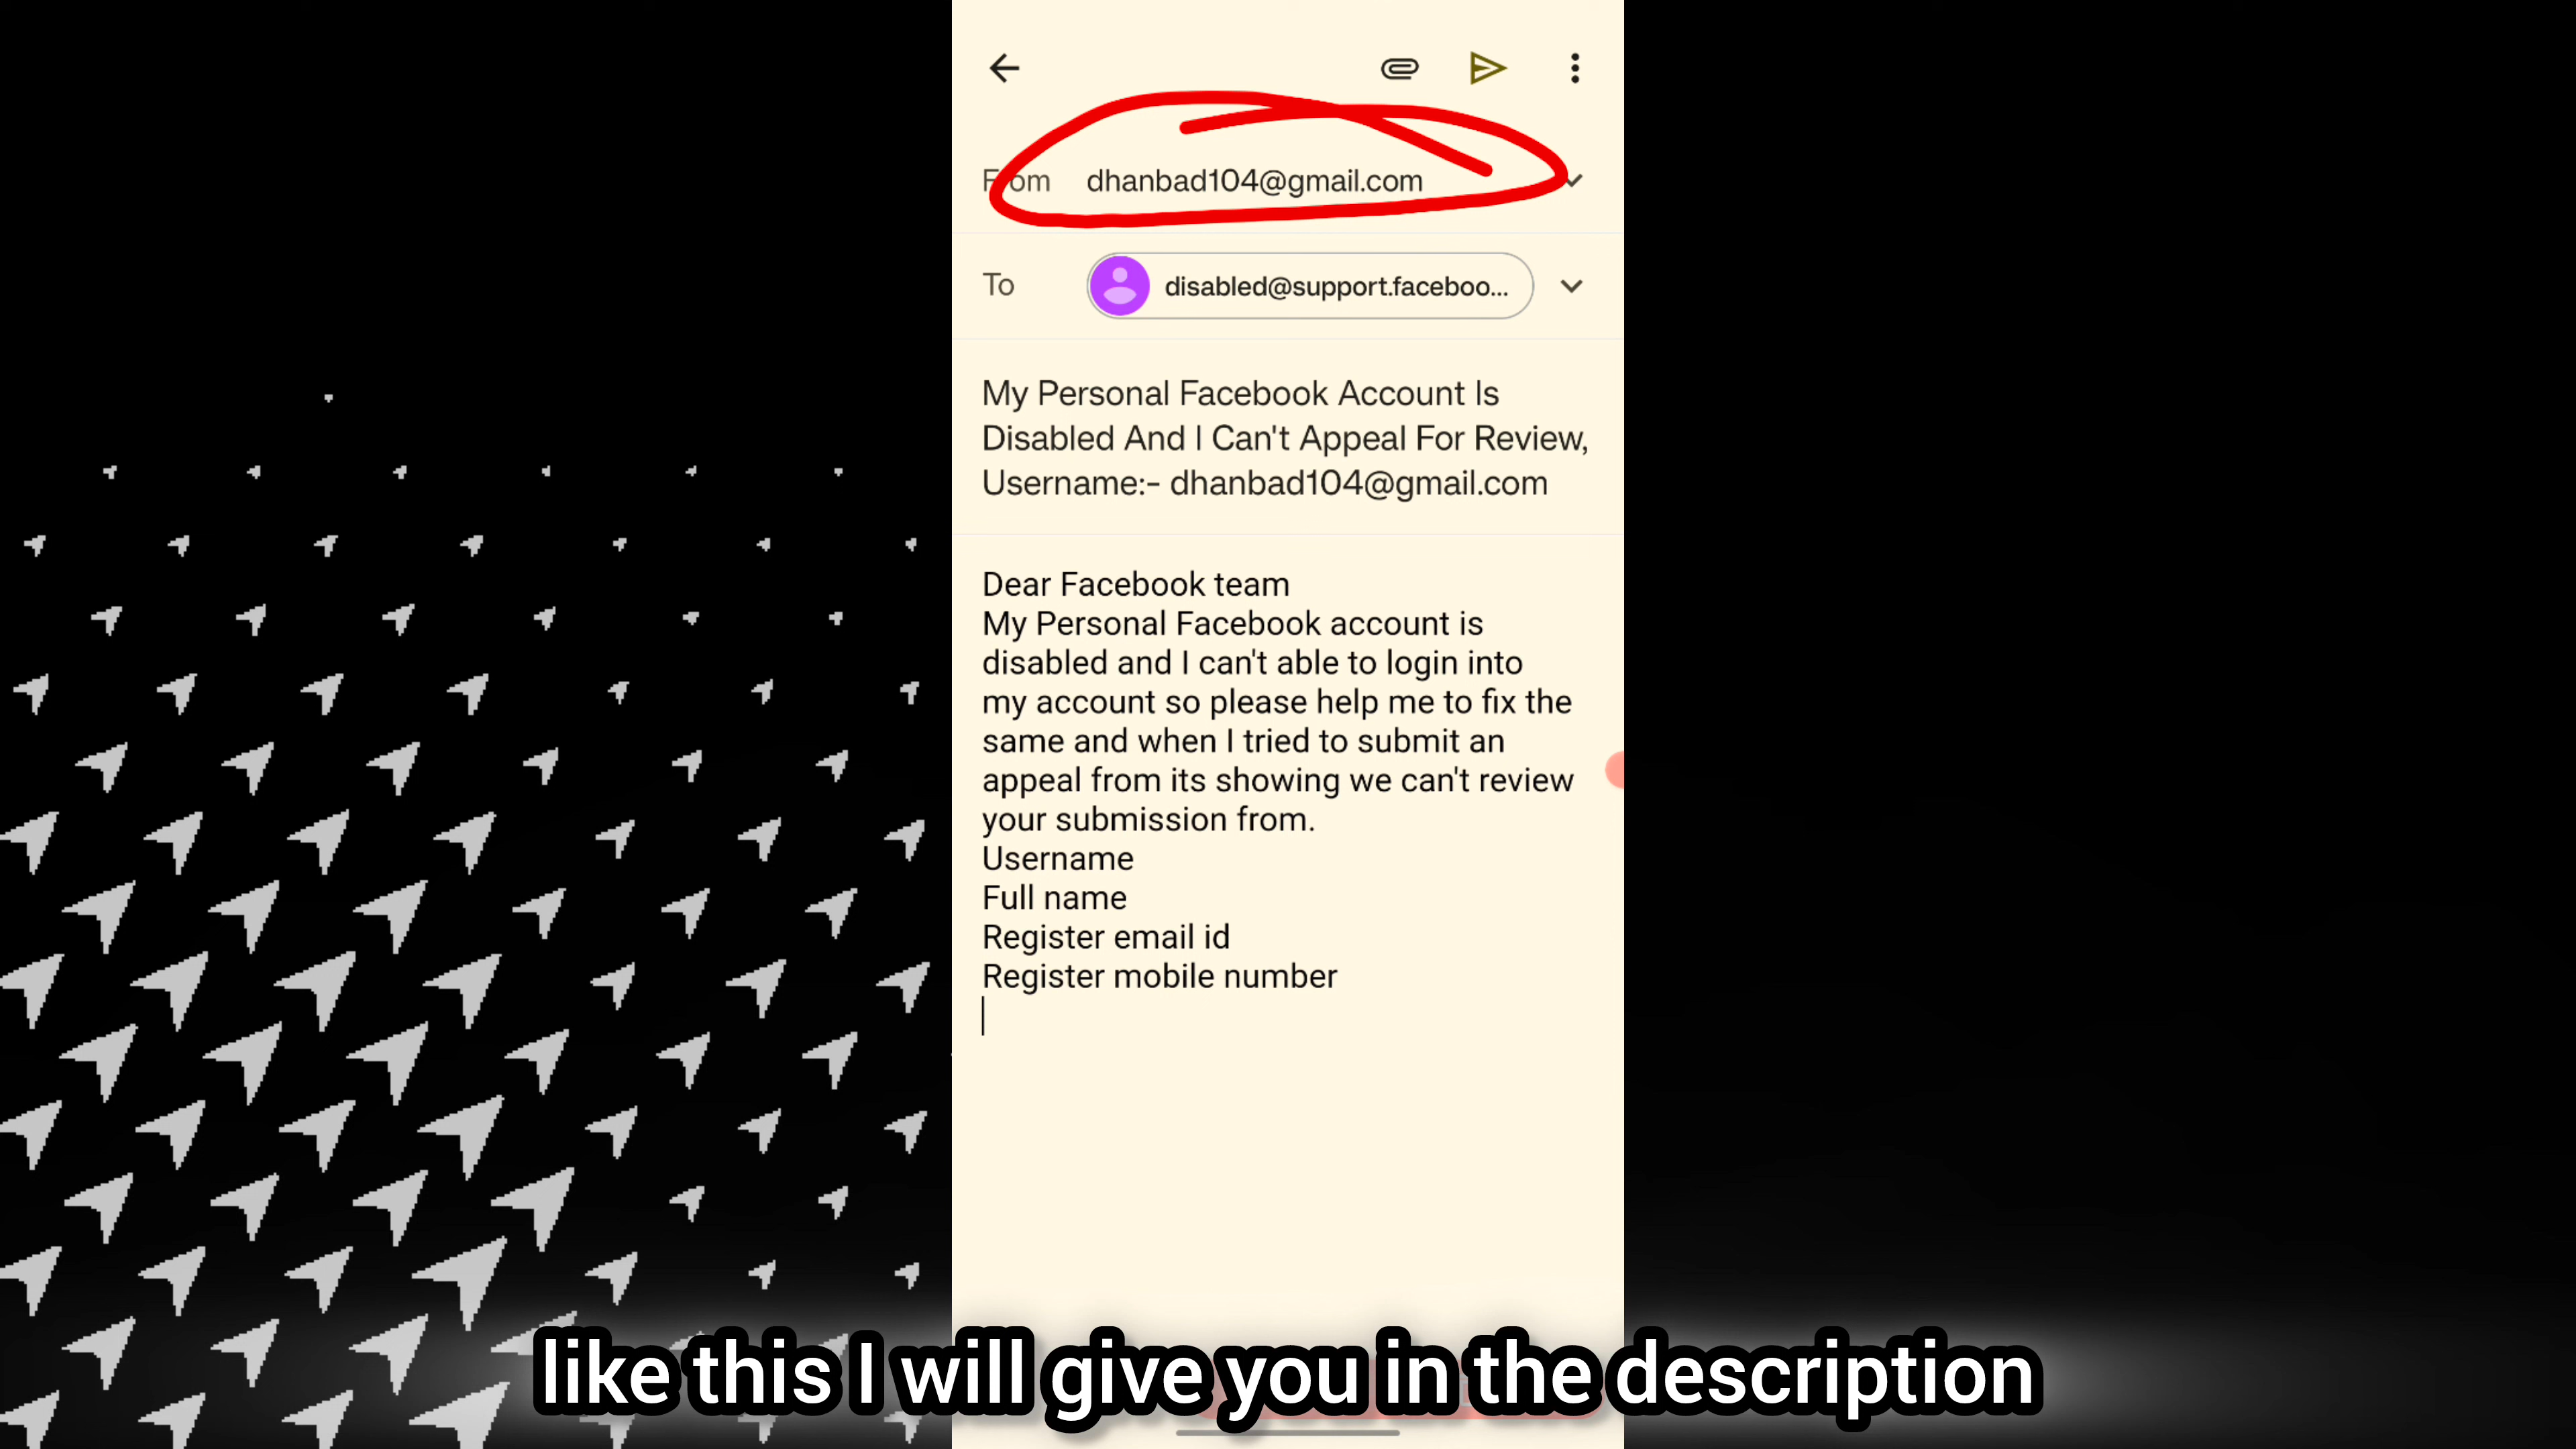 From dhanbad104@gmail.com
To disabled@support.faceboo...
My Personal Facebook Account Is
Disabled And I Can't Appeal For Review,
Username:- dhanbad104@gmail.com
Dear Facebook team
My Personal Facebook account is
disabled and I can't able to login into
my account so please help me to fix the
same and when I tried to submit an
appeal from its showing we can't review
your submission from.
Username
Full name
Register email id
Register mobile number
like this I will give you in the description